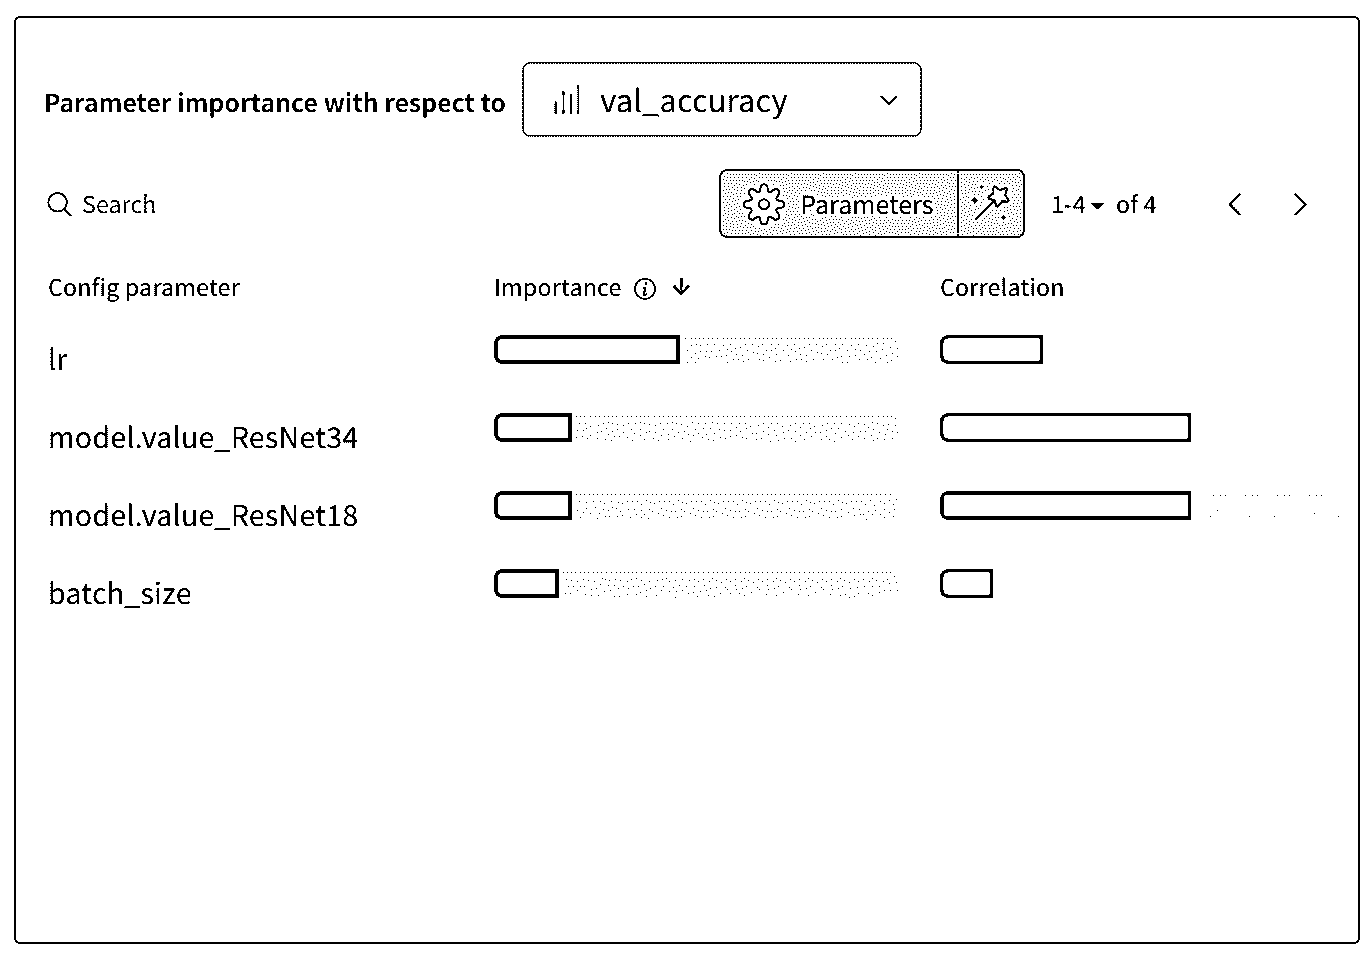 Parameter importance with respect to val_accuracy
Search Parameters 1-4 of 4
Config parameter Importance Correlation
lr
model.value_ResNet34
model.value_ResNet18
batch_size